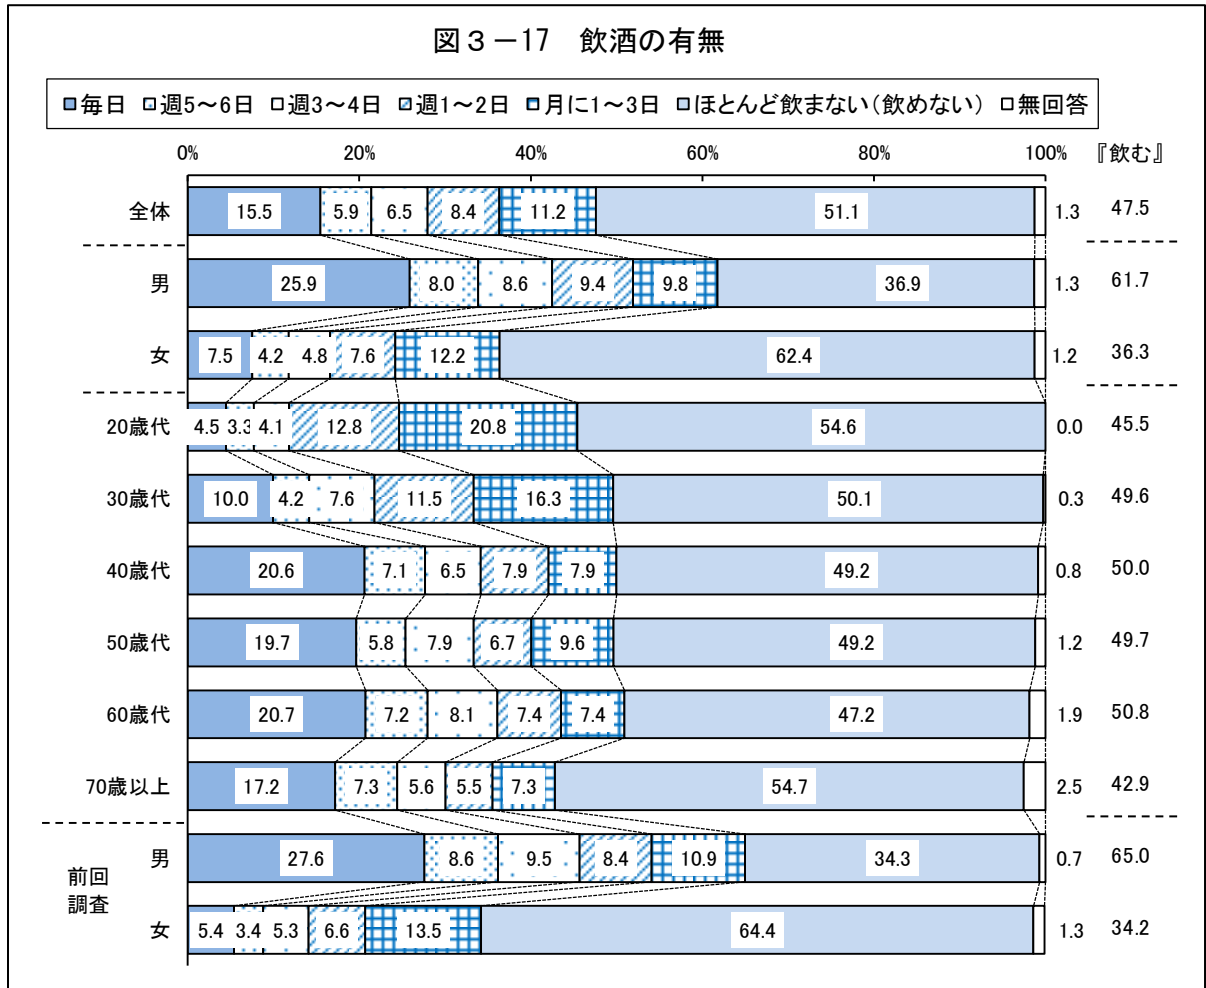 図3-17 飲酒の有無
毎日 週5~6日 週3~4日 週1~2日 月に1~3日 ほとんど飲まない(飲めない) 無回答
0% 20% 40% 60% 80% 100% 『飲む』
全体 15.5 5.9 6.5 8.4 11.2 51.1 1.3 47.5
男 25.9 8.0 8.6 9.4 9.8 36.9 1.3 61.7
女 7.5 4.2 4.8 7.6 12.2 62.4 1.2 36.3
20歳代 4.5 3.3 4.1 12.8 20.8 54.6 0.0 45.5
30歳代 10.0 4.2 7.6 11.5 16.3 50.1 0.3 49.6
40歳代 20.6 7.1 6.5 7.9 7.9 49.2 0.8 50.0
50歳代 19.7 5.8 7.9 6.7 9.6 49.2 1.2 49.7
60歳代 20.7 7.2 8.1 7.4 7.4 47.2 1.9 50.8
70歳以上 17.2 7.3 5.6 5.5 7.3 54.7 2.5 42.9
前回
調査
男 27.6 8.6 9.5 8.4 10.9 34.3 0.7 65.0
女 5.4 3.4 5.3 6.6 13.5 64.4 1.3 34.2